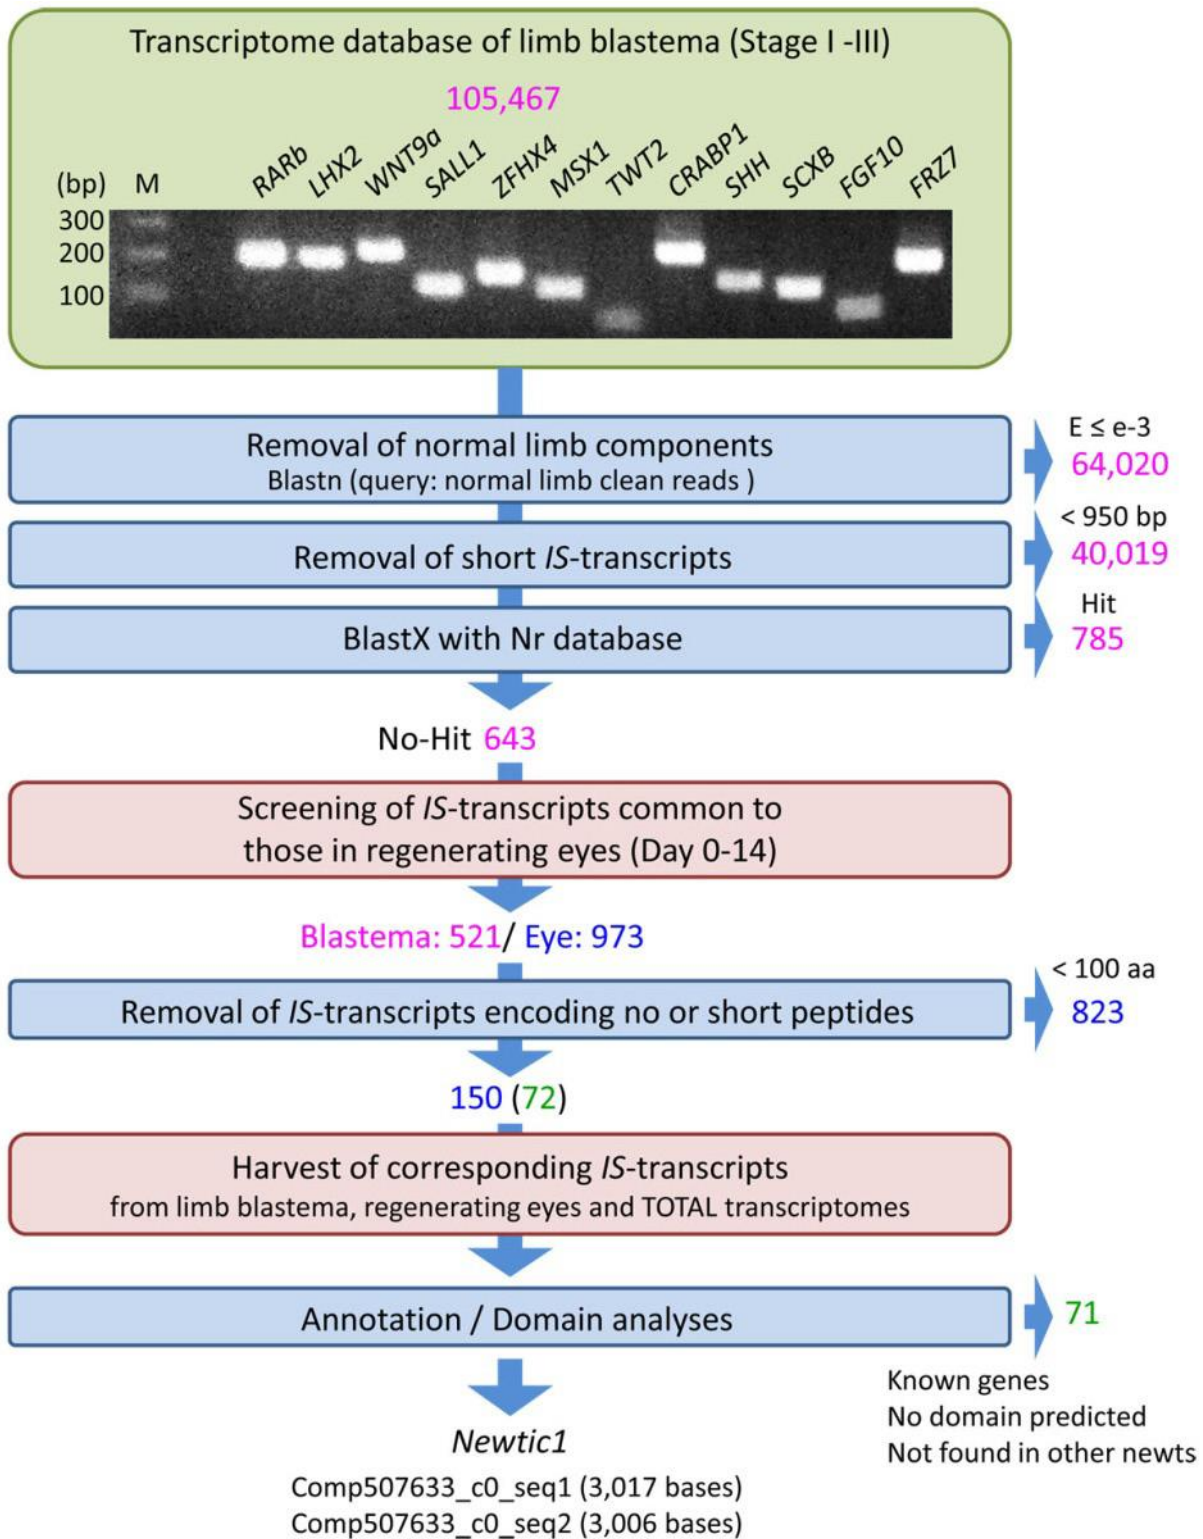 Transcriptome database of limb blastema (Stage I -III)
105,467
(bp) M RARb LHX2 WNT9a SALL1 ZFHX4 MSX1 TWT2 CRABP1 SHH SCXB FGF10 FRZ7
300
200
100
Removal of normal limb components
Blastn (query: normal limb clean reads )
E ≤ e-3
64,020
Removal of short IS-transcripts
< 950 bp
40,019
BlastX with Nr database
Hit
785
No-Hit 643
Screening of IS-transcripts common to
those in regenerating eyes (Day 0-14)
Blastema: 521/ Eye: 973
Removal of IS-transcripts encoding no or short peptides
< 100 aa
823
150 (72)
Harvest of corresponding IS-transcripts
from limb blastema, regenerating eyes and TOTAL transcriptomes
Annotation / Domain analyses
71
Known genes
No domain predicted
Not found in other newts
Newtic1
Comp507633_c0_seq1 (3,017 bases)
Comp507633_c0_seq2 (3,006 bases)